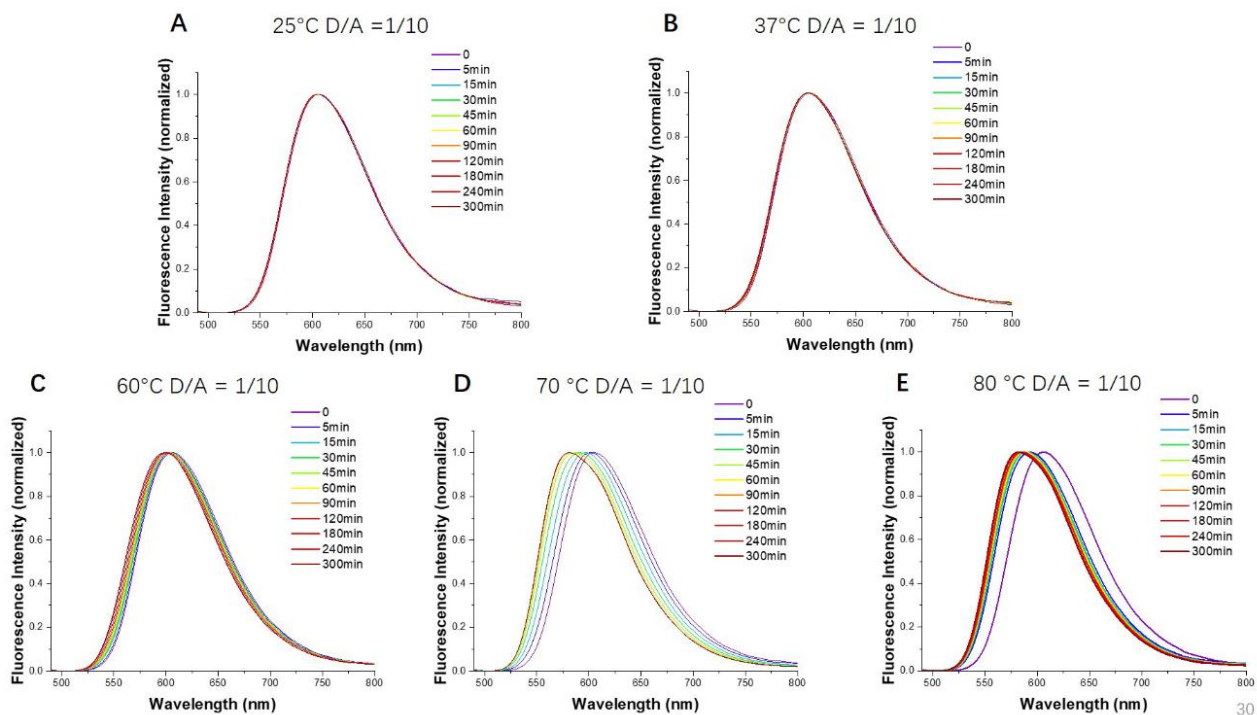 A
25°C D/A =1/10
Fluorescence Intensity (normalized)
1.0
0.8
0.6
0.4
0.2
0.0
500
550
600
650
700
750
800
Wavelength (nm)
0
5min
15min
30min
45min
60min
90min
120min
180min
240min
300min
B
37°C D/A = 1/10
Fluorescence Intensity (normalized)
1.0
0.8
0.6
0.4
0.2
0.0
500
550
600
650
700
750
800
Wavelength (nm)
0
5min
15min
30min
45min
60min
90min
120min
180min
240min
300min
C
60°C D/A = 1/10
Fluorescence Intensity (normalized)
1.0
0.8
0.6
0.4
0.2
0.0
500
550
600
650
700
750
800
Wavelength (nm)
0
5min
15min
30min
45min
60min
90min
120min
180min
240min
300min
D
70 °C D/A = 1/10
Fluorescence Intensity (normalized)
1.0
0.8
0.6
0.4
0.2
0.0
500
550
600
650
700
750
800
Wavelength (nm)
0
5min
15min
30min
45min
60min
90min
120min
180min
240min
300min
E
80 °C D/A = 1/10
Fluorescence Intensity (normalized)
1.0
0.8
0.6
0.4
0.2
0.0
500
550
600
650
700
750
800
Wavelength (nm)
0
5min
15min
30min
45min
60min
90min
120min
180min
240min
300min
30